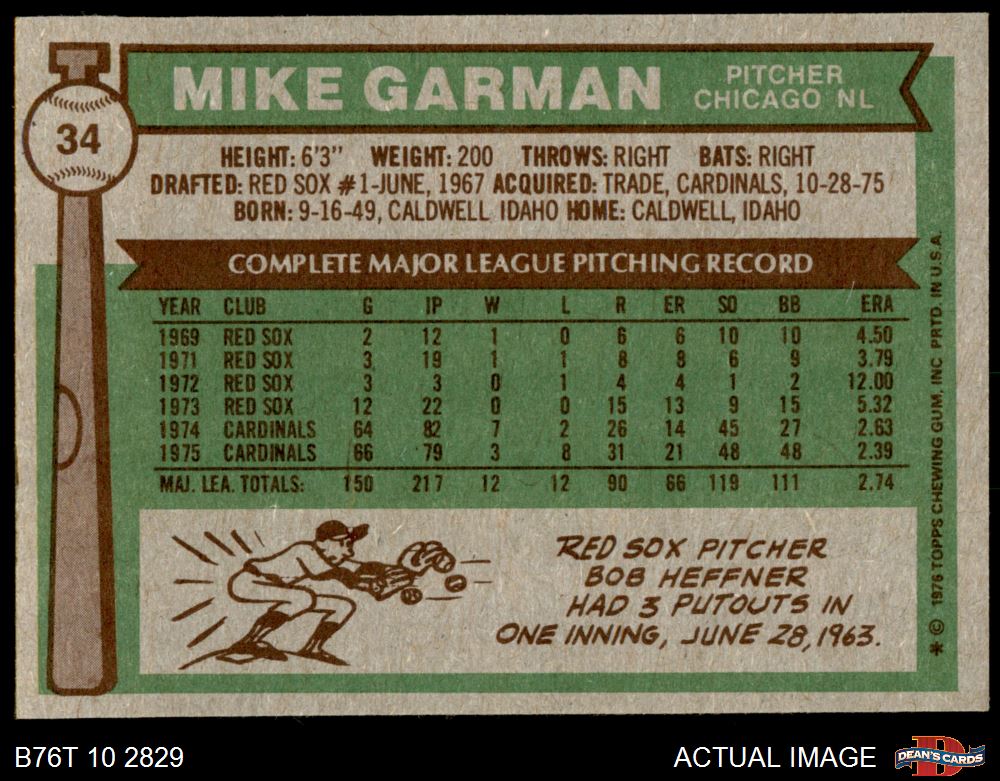 34
MIKE GARMAN
PITCHER
CHICAGO NL
HEIGHT: 6'3" WEIGHT: 200 THROWS: RIGHT BATS: RIGHT
DRAFTED: RED SOX #1-JUNE, 1967 ACQUIRED: TRADE, CARDINALS, 10-28-75
BORN: 9-16-49, CALDWELL IDAHO HOME: CALDWELL, IDAHO
COMPLETE MAJOR LEAGUE PITCHING RECORD
YEAR CLUB G IP W L R ER SO BB ERA
1969 RED SOX 2 12 1 0 6 6 10 10 4.50
1971 RED SOX 3 19 1 1 8 8 6 9 3.79
1972 RED SOX 3 3 0 1 4 4 1 2 12.00
1973 RED SOX 12 22 0 0 15 13 9 15 5.32
1974 CARDINALS 64 82 7 2 26 14 45 27 2.63
1975 CARDINALS 66 79 3 8 31 21 48 48 2.39
MAJ. LEA. TOTALS: 150 217 12 12 90 66 119 111 2.74
RED SOX PITCHER
BOB HEFFNER
HAD 3 PUTOUTS IN
ONE INNING, JUNE 28, 1963.
* © 1976 TOPPS CHEWING GUM, INC PRTD. IN U.S.A.
B76T 10 2829
ACTUAL IMAGE
D
DEAN'S CARDS